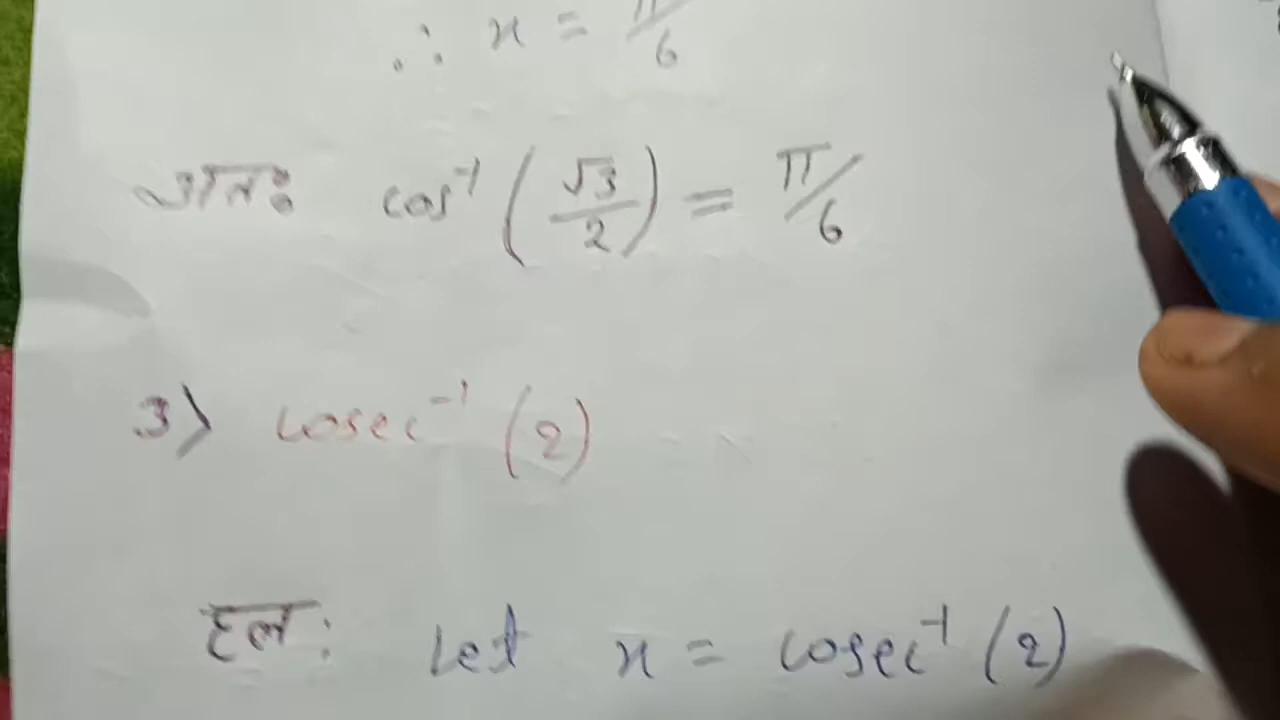 ∴ x = π/6
अतः cos⁻¹ (√3/2) = π/6
3) cosec⁻¹ (2)
हल: Let x = cosec⁻¹ (2)